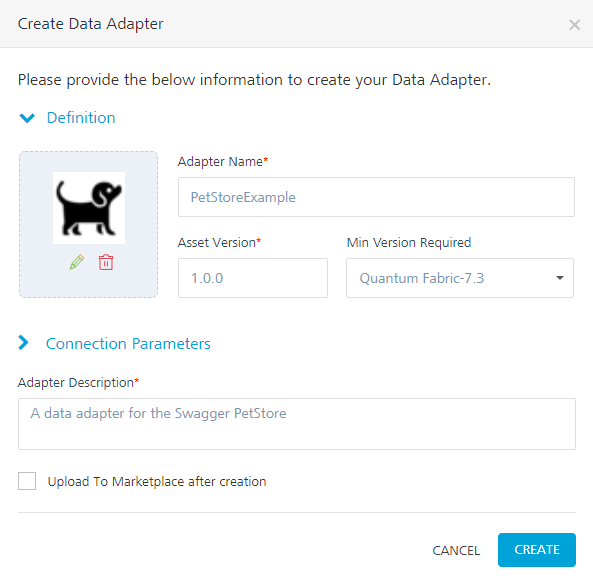 Create Data Adapter
Please provide the below information to create your Data Adapter.
Definition
Adapter Name*
PetStoreExample
Asset Version* Min Version Required
1.0.0 Quantum Fabric-7.3
Connection Parameters
Adapter Description*
A data adapter for the Swagger PetStore
Upload To Marketplace after creation
CANCEL CREATE